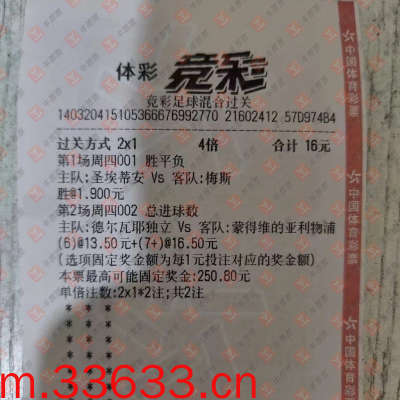 体彩 竞彩
竞彩足球混合过关
140320415105366676992770 21602412 57D974B4
过关方式 2x1 4倍 合计 16元
第1场周四001 胜平负
主队:圣埃蒂安 Vs 客队:梅斯
胜@1.900元
第2场周四002 总进球数
主队:德尔瓦耶独立 Vs 客队:蒙得维的亚利物浦
(6)@13.50元+(7+)@16.50元
(选项固定奖金额为每1元投注对应的奖金额)
本票最高可能固定奖金:250.80元
单倍注数:2x1*2注;共2注
* * *
* * *
* * *
* * *
* * *
* * *
中国体育彩票
中国体育彩票
m.33633.cn